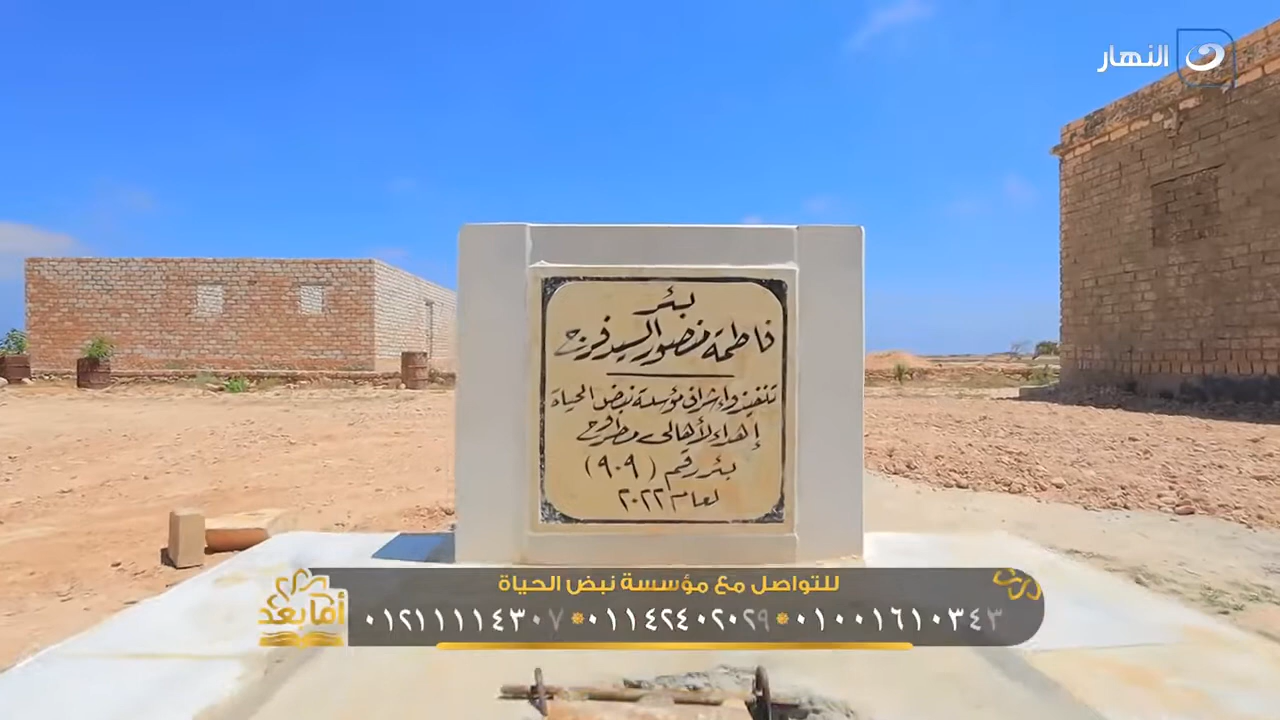 النهار
بئر
فاطمة منصور السيد فرج
تنفيذ وإشراف مؤسسة نبض الحياة
إهداء لأهالى مطروح
بئر رقم (٩٠٩)
لعام ٢٠٢٢
للتواصل مع مؤسسة نبض الحياة
أما بعد
٠١٢١١١١٤٣٠٧ ٠١١٤٢٤٠٢٠٢٩ ٠١٠٠١٦١٠٣٤٣